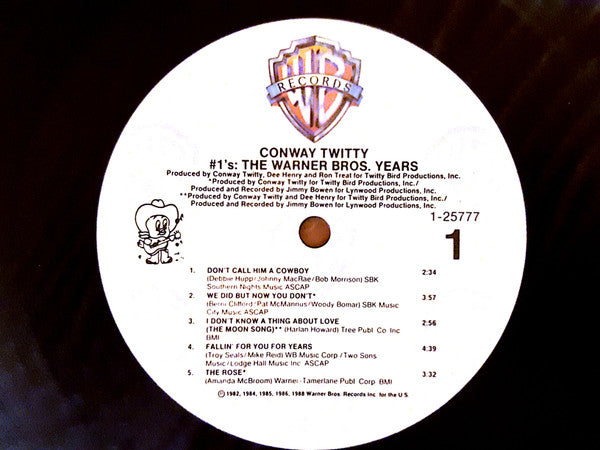 WB
RECORDS
CONWAY TWITTY
#1's: THE WARNER BROS. YEARS
Produced by Conway Twitty, Dee Henry and Ron Treat for Twitty Bird Productions, Inc.
*Produced by Conway Twitty for Twitty Bird Productions, Inc./
Produced and Recorded by Jimmy Bowen for Lynwood Productions, Inc.
**Produced by Conway Twitty and Dee Henry for Twitty Bird Productions, Inc./
Produced and Recorded by Jimmy Bowen for Lynwood Productions, Inc.
1-25777
1
1. DON'T CALL HIM A COWBOY 2:34
(Debbie Hupp/Johnny MacRae/Bob Morrison) SBK
Southern Nights Music ASCAP
2. WE DID BUT NOW YOU DON'T* 3:57
(Berni Clifford/Pat McManus/Woody Bomar) SBK Music
City Music ASCAP
3. I DON'T KNOW A THING ABOUT LOVE 2:56
(THE MOON SONG)** (Harlan Howard) Tree Publ. Co. Inc
BMI
4. FALLIN' FOR YOU FOR YEARS 4:39
(Troy Seals/Mike Reid) WB Music Corp./Two Sons
Music/Lodge Hall Music Inc. ASCAP
5. THE ROSE* 3:32
(Amanda McBroom) Warner-Tamerlane Publ. Corp. BMI
℗1982, 1984, 1985, 1986, 1988 Warner Bros. Records Inc. for the U.S.